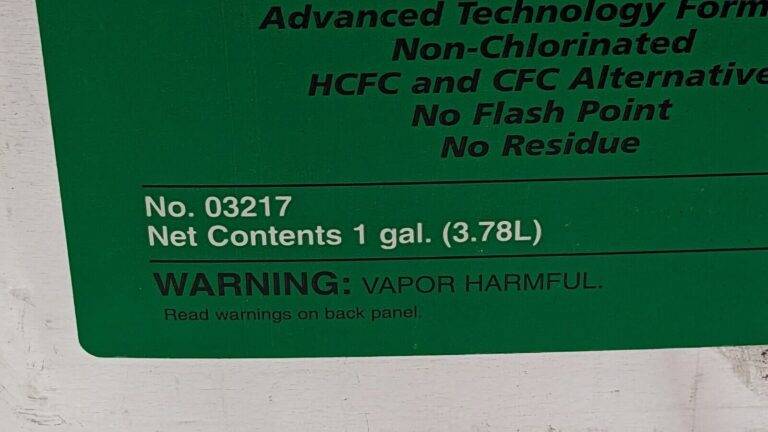 Advanced Technology Form
Non-Chlorinated
HCFC and CFC Alternative
No Flash Point
No Residue
No. 03217
Net Contents 1 gal. (3.78L)
WARNING: VAPOR HARMFUL.
Read warnings on back panel.